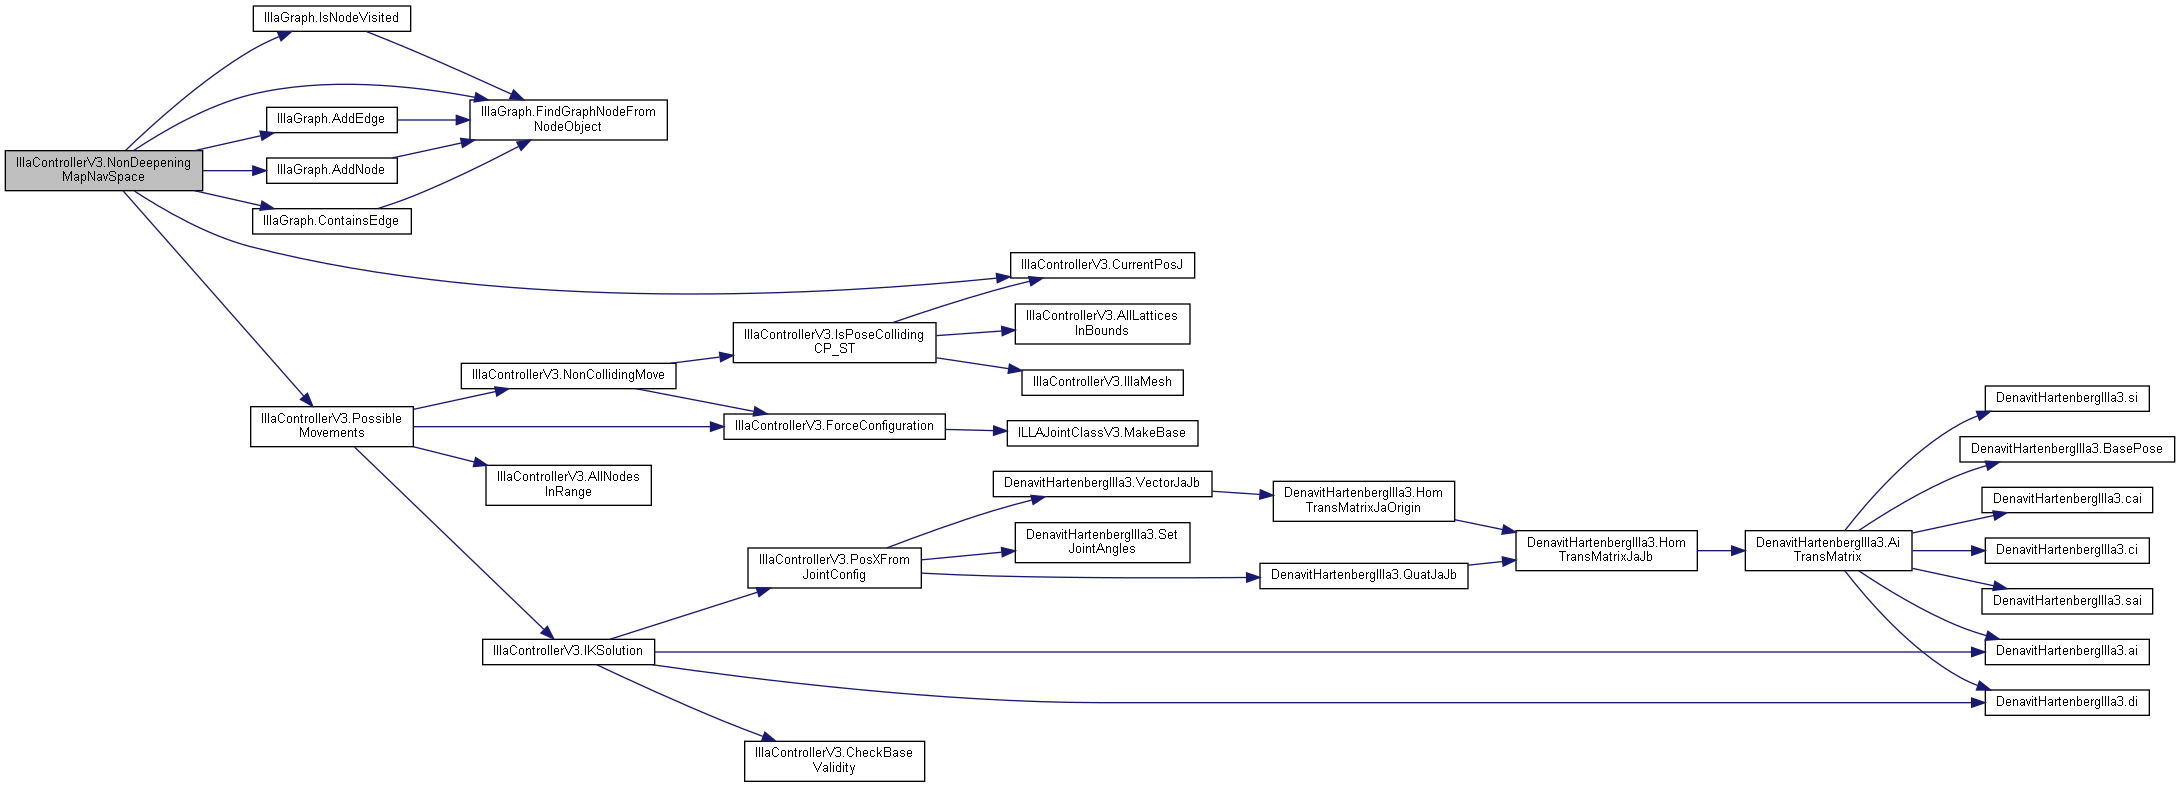 IllaGraph.IsNodeVisited
IllaGraph.FindGraphNodeFrom
NodeObject
IllaGraph.AddEdge
IllaControllerV3.NonDeepening
MapNavSpace
IllaGraph.AddNode
IllaGraph.ContainsEdge
IllaControllerV3.CurrentPosJ
IllaControllerV3.AllLattices
InBounds
IllaControllerV3.IsPoseColliding
CP_ST
IllaControllerV3.NonCollidingMove
IllaControllerV3.IllaMesh
IllaControllerV3.Possible
Movements
IllaControllerV3.ForceConfiguration
ILLAJointClassV3.MakeBase
IllaControllerV3.AllNodes
InRange
DenavitHartenbergIlla3.si
DenavitHartenbergIlla3.BasePose
DenavitHartenbergIlla3.VectorJaJb
DenavitHartenbergIlla3.Hom
TransMatrixJaOrigin
DenavitHartenbergIlla3.cai
DenavitHartenbergIlla3.Set
JointAngles
IllaControllerV3.PosXFrom
JointConfig
DenavitHartenbergIlla3.QuatJaJb
DenavitHartenbergIlla3.Hom
TransMatrixJaJb
DenavitHartenbergIlla3.Ai
TransMatrix
DenavitHartenbergIlla3.ci
DenavitHartenbergIlla3.sai
IllaControllerV3.IKSolution
DenavitHartenbergIlla3.ai
DenavitHartenbergIlla3.di
IllaControllerV3.CheckBase
Validity